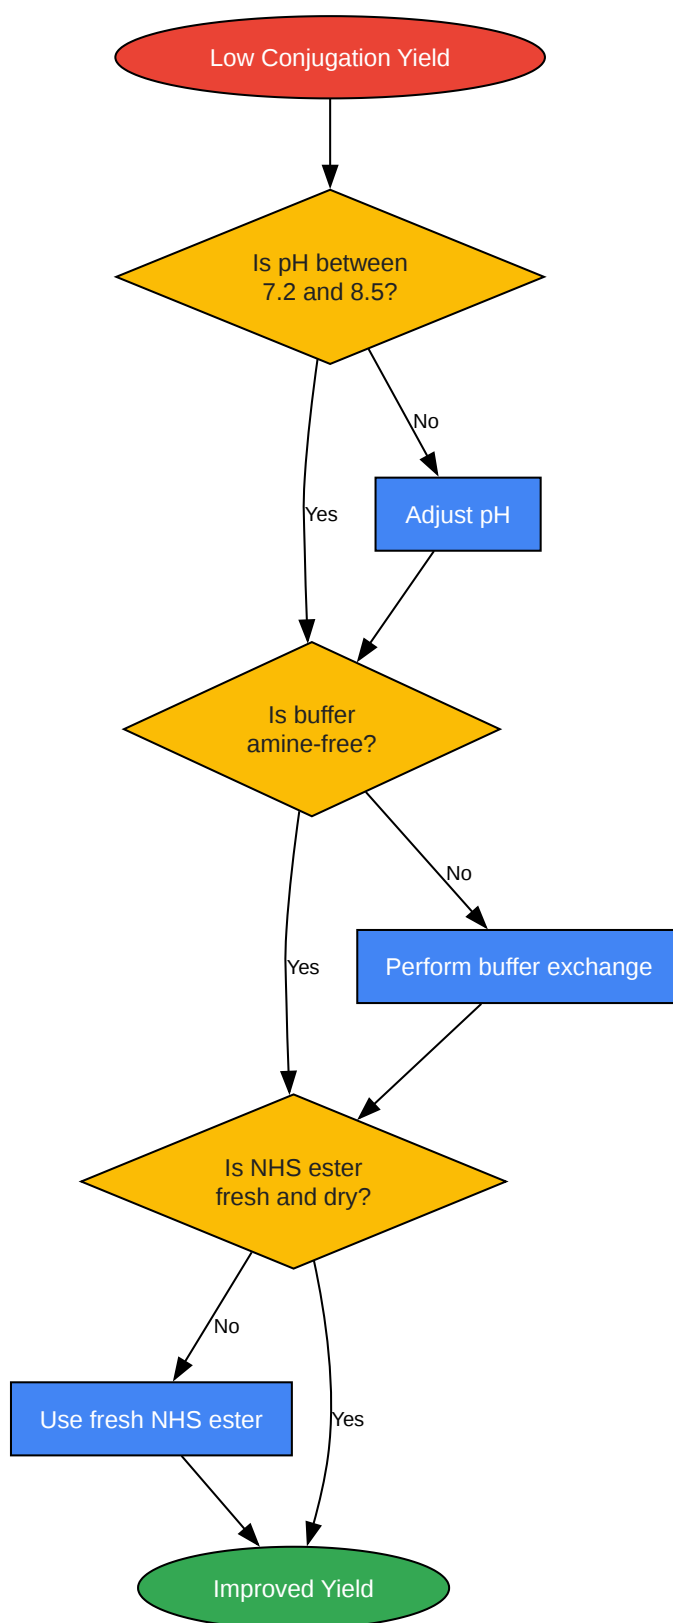 Low Conjugation Yield
Is pH between
7.2 and 8.5?
No
Yes
Adjust pH
Is buffer
amine-free?
No
Yes
Perform buffer exchange
Is NHS ester
fresh and dry?
No
Use fresh NHS ester
Yes
Improved Yield